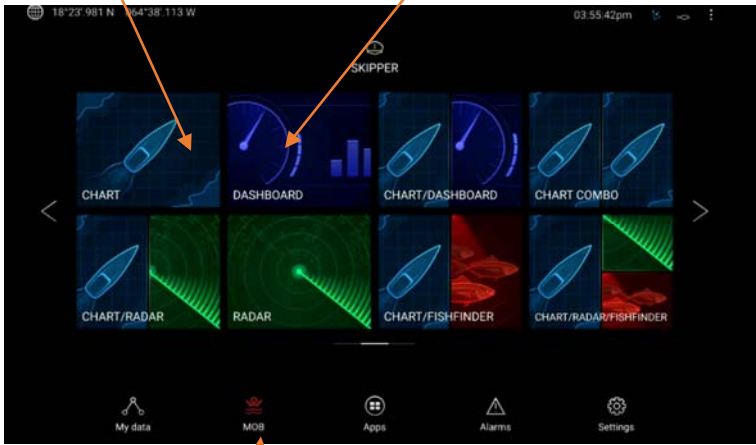 18°23'.981 N 064°38'.113 W 03:55:42pm
SKIPPER
CHART DASHBOARD CHART/DASHBOARD CHART COMBO
CHART/RADAR RADAR CHART/FISHFINDER CHART/RADAR/FISHFINDER
My data MOB Apps Alarms Settings